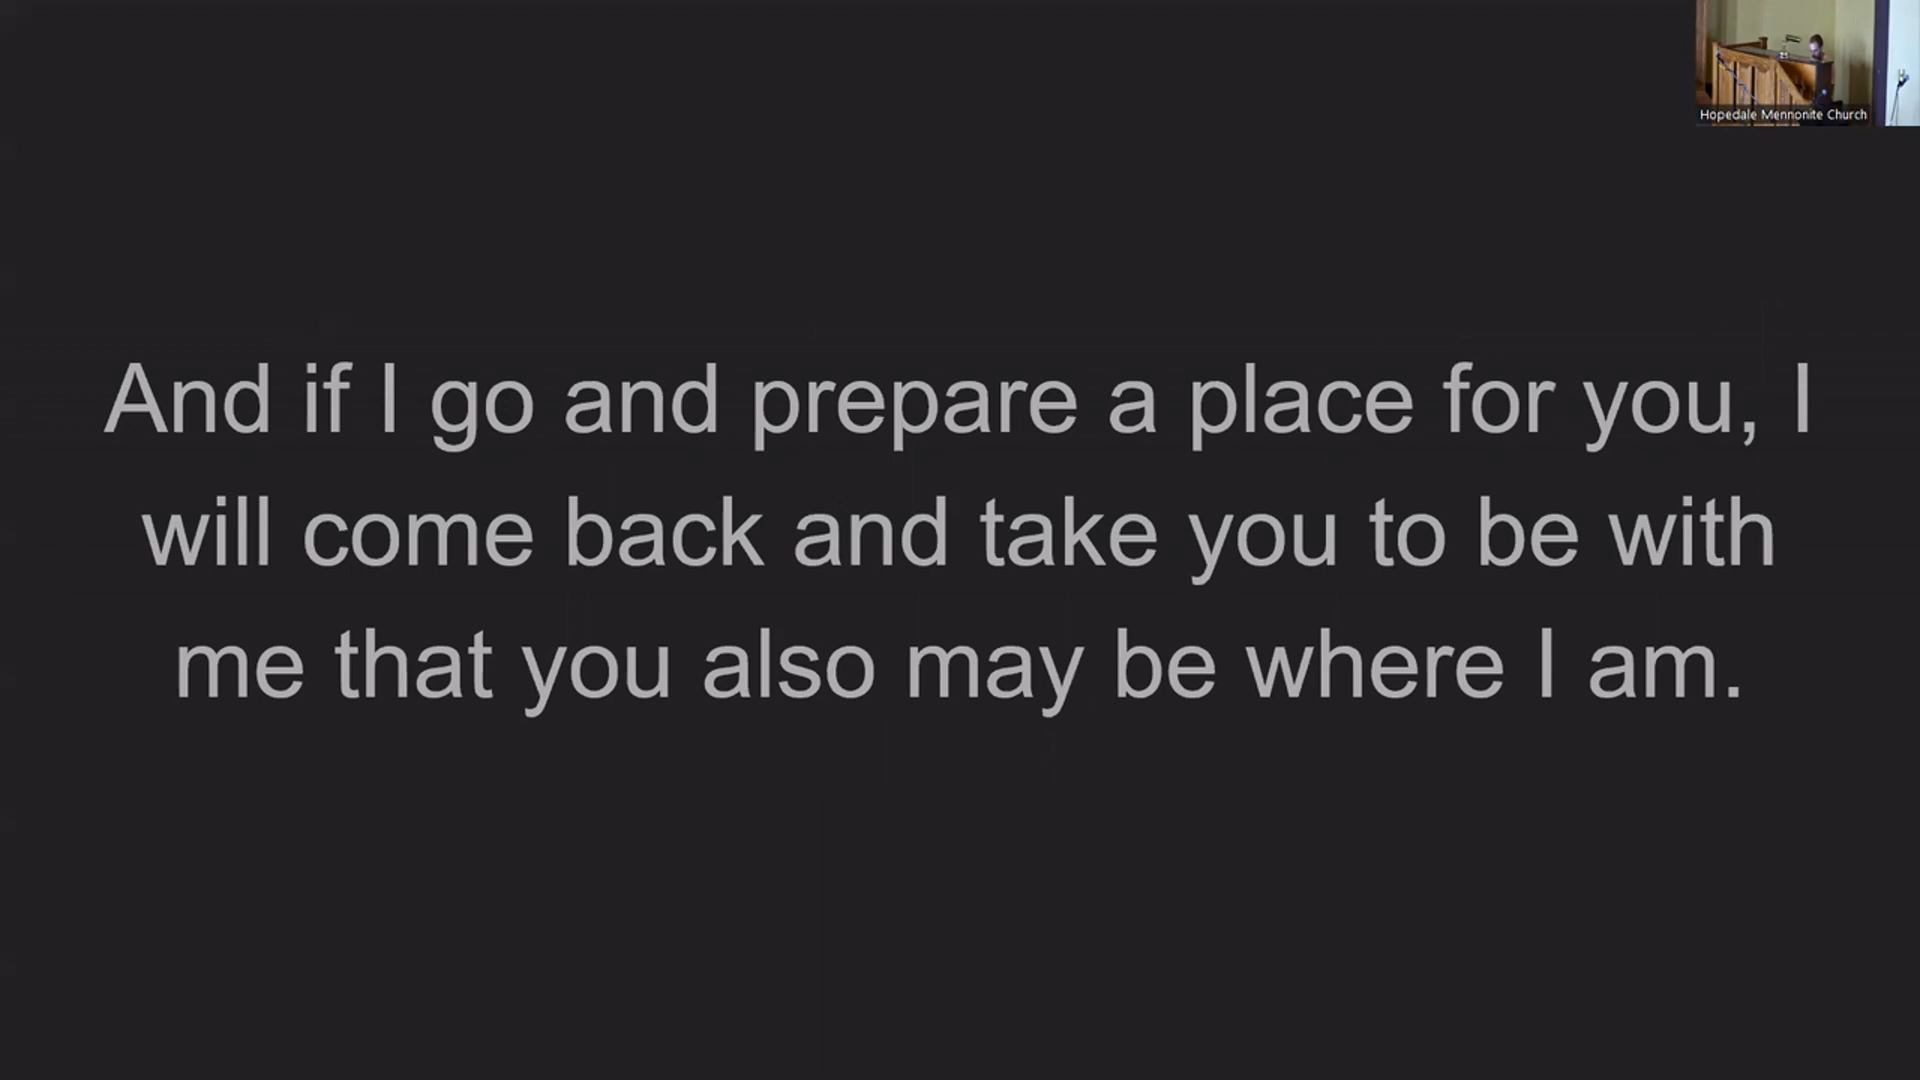 Hopedale Mennonite Church
And if I go and prepare a place for you, I
will come back and take you to be with
me that you also may be where I am.